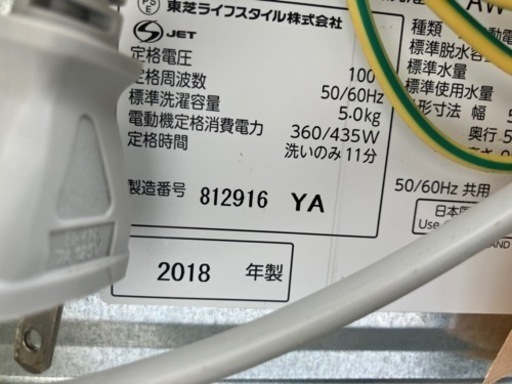 PSE
東芝ライフスタイル株式会社
AW
S JET
定格電圧 100
定格周波数 50/60Hz
標準洗濯容量 5.0kg
電動機定格消費電力 360/435W
定格時間 洗いのみ11分
種類
標準脱水容
標準水量
標準使用水量
形寸法 幅
奥行5
50/60Hz 共用
製造番号 812916 YA
日本国
Use
2018 年製